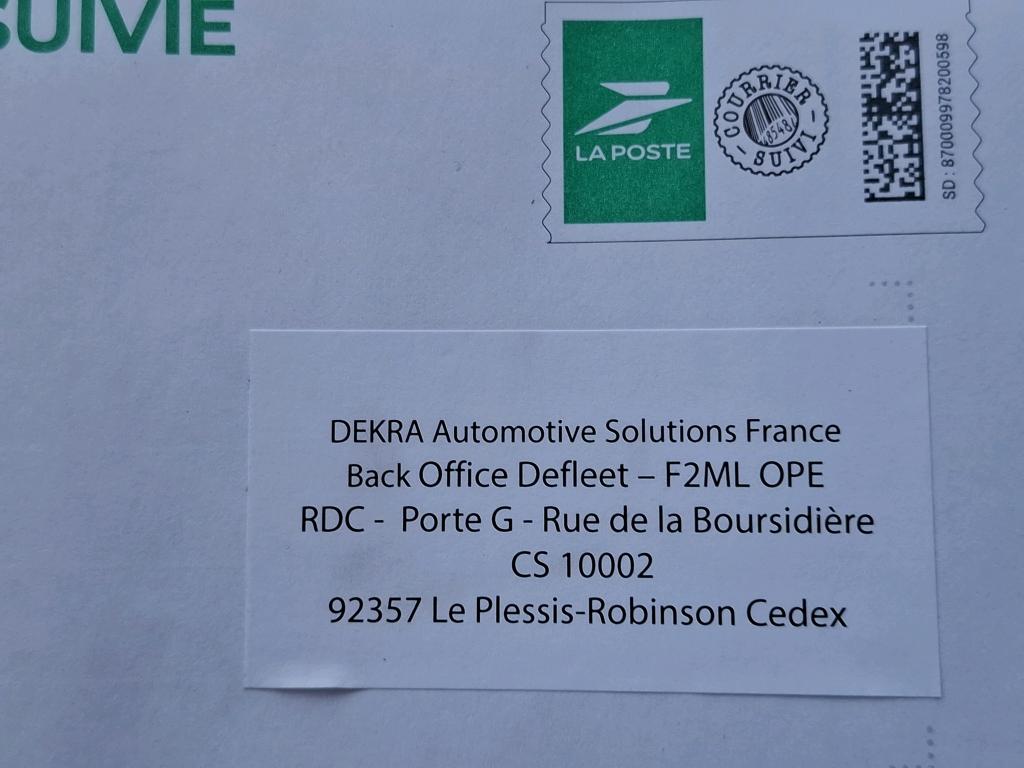 SUIVIE
LA POSTE
COURRIER
8548
SUIVI
SD : 87000997820059​8
DEKRA Automotive Solutions France
Back Office Defleet – F2ML OPE
RDC - Porte G - Rue de la Boursidière
CS 10002
92357 Le Plessis-Robinson Cedex